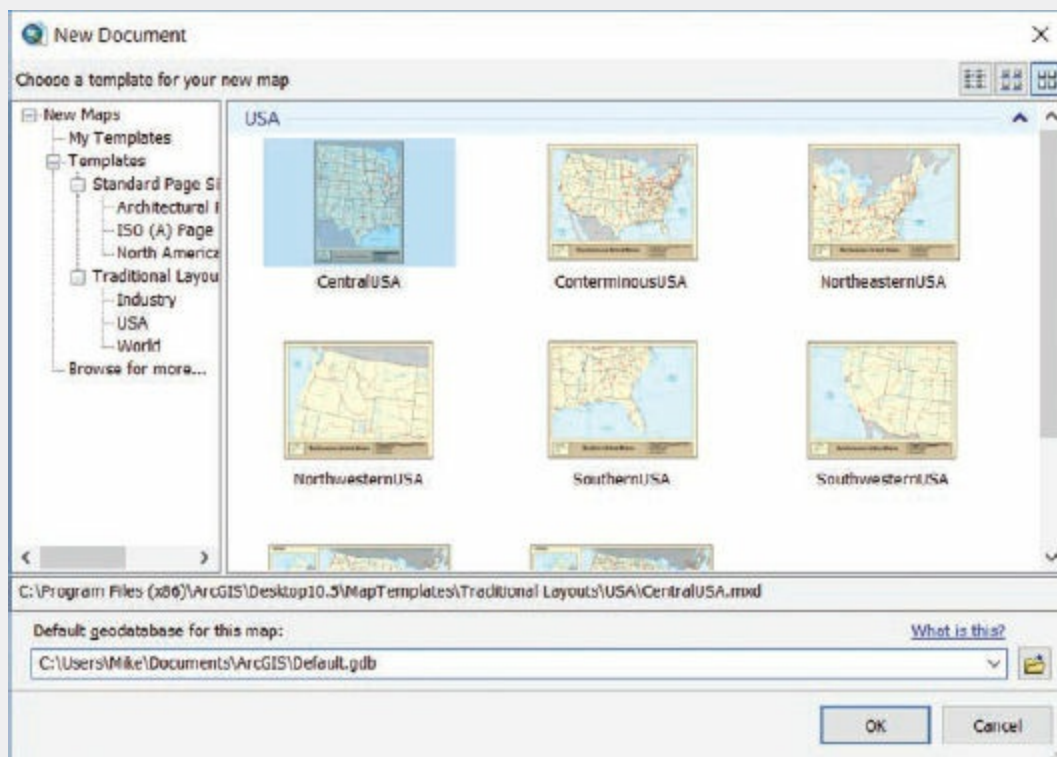 New Document
Choose a template for your new map
New Maps
My Templates
Templates
Standard Page Si
Architectural
ISO (A) Page
North America
Traditional Layou
Industry
USA
World
Browse for more...
USA
CentralUSA
ConterminousUSA
NortheasternUSA
NorthwesternUSA
SouthernUSA
SouthwesternUSA
C:\Program Files (x86)\ArcGIS\Desktop10.5\MapTemplates\Traditional Layouts\USA\CentralUSA.mxd
Default geodatabase for this map:
What is this?
C:\Users\Mike\Documents\ArcGIS\Default.gdb
OK
Cancel